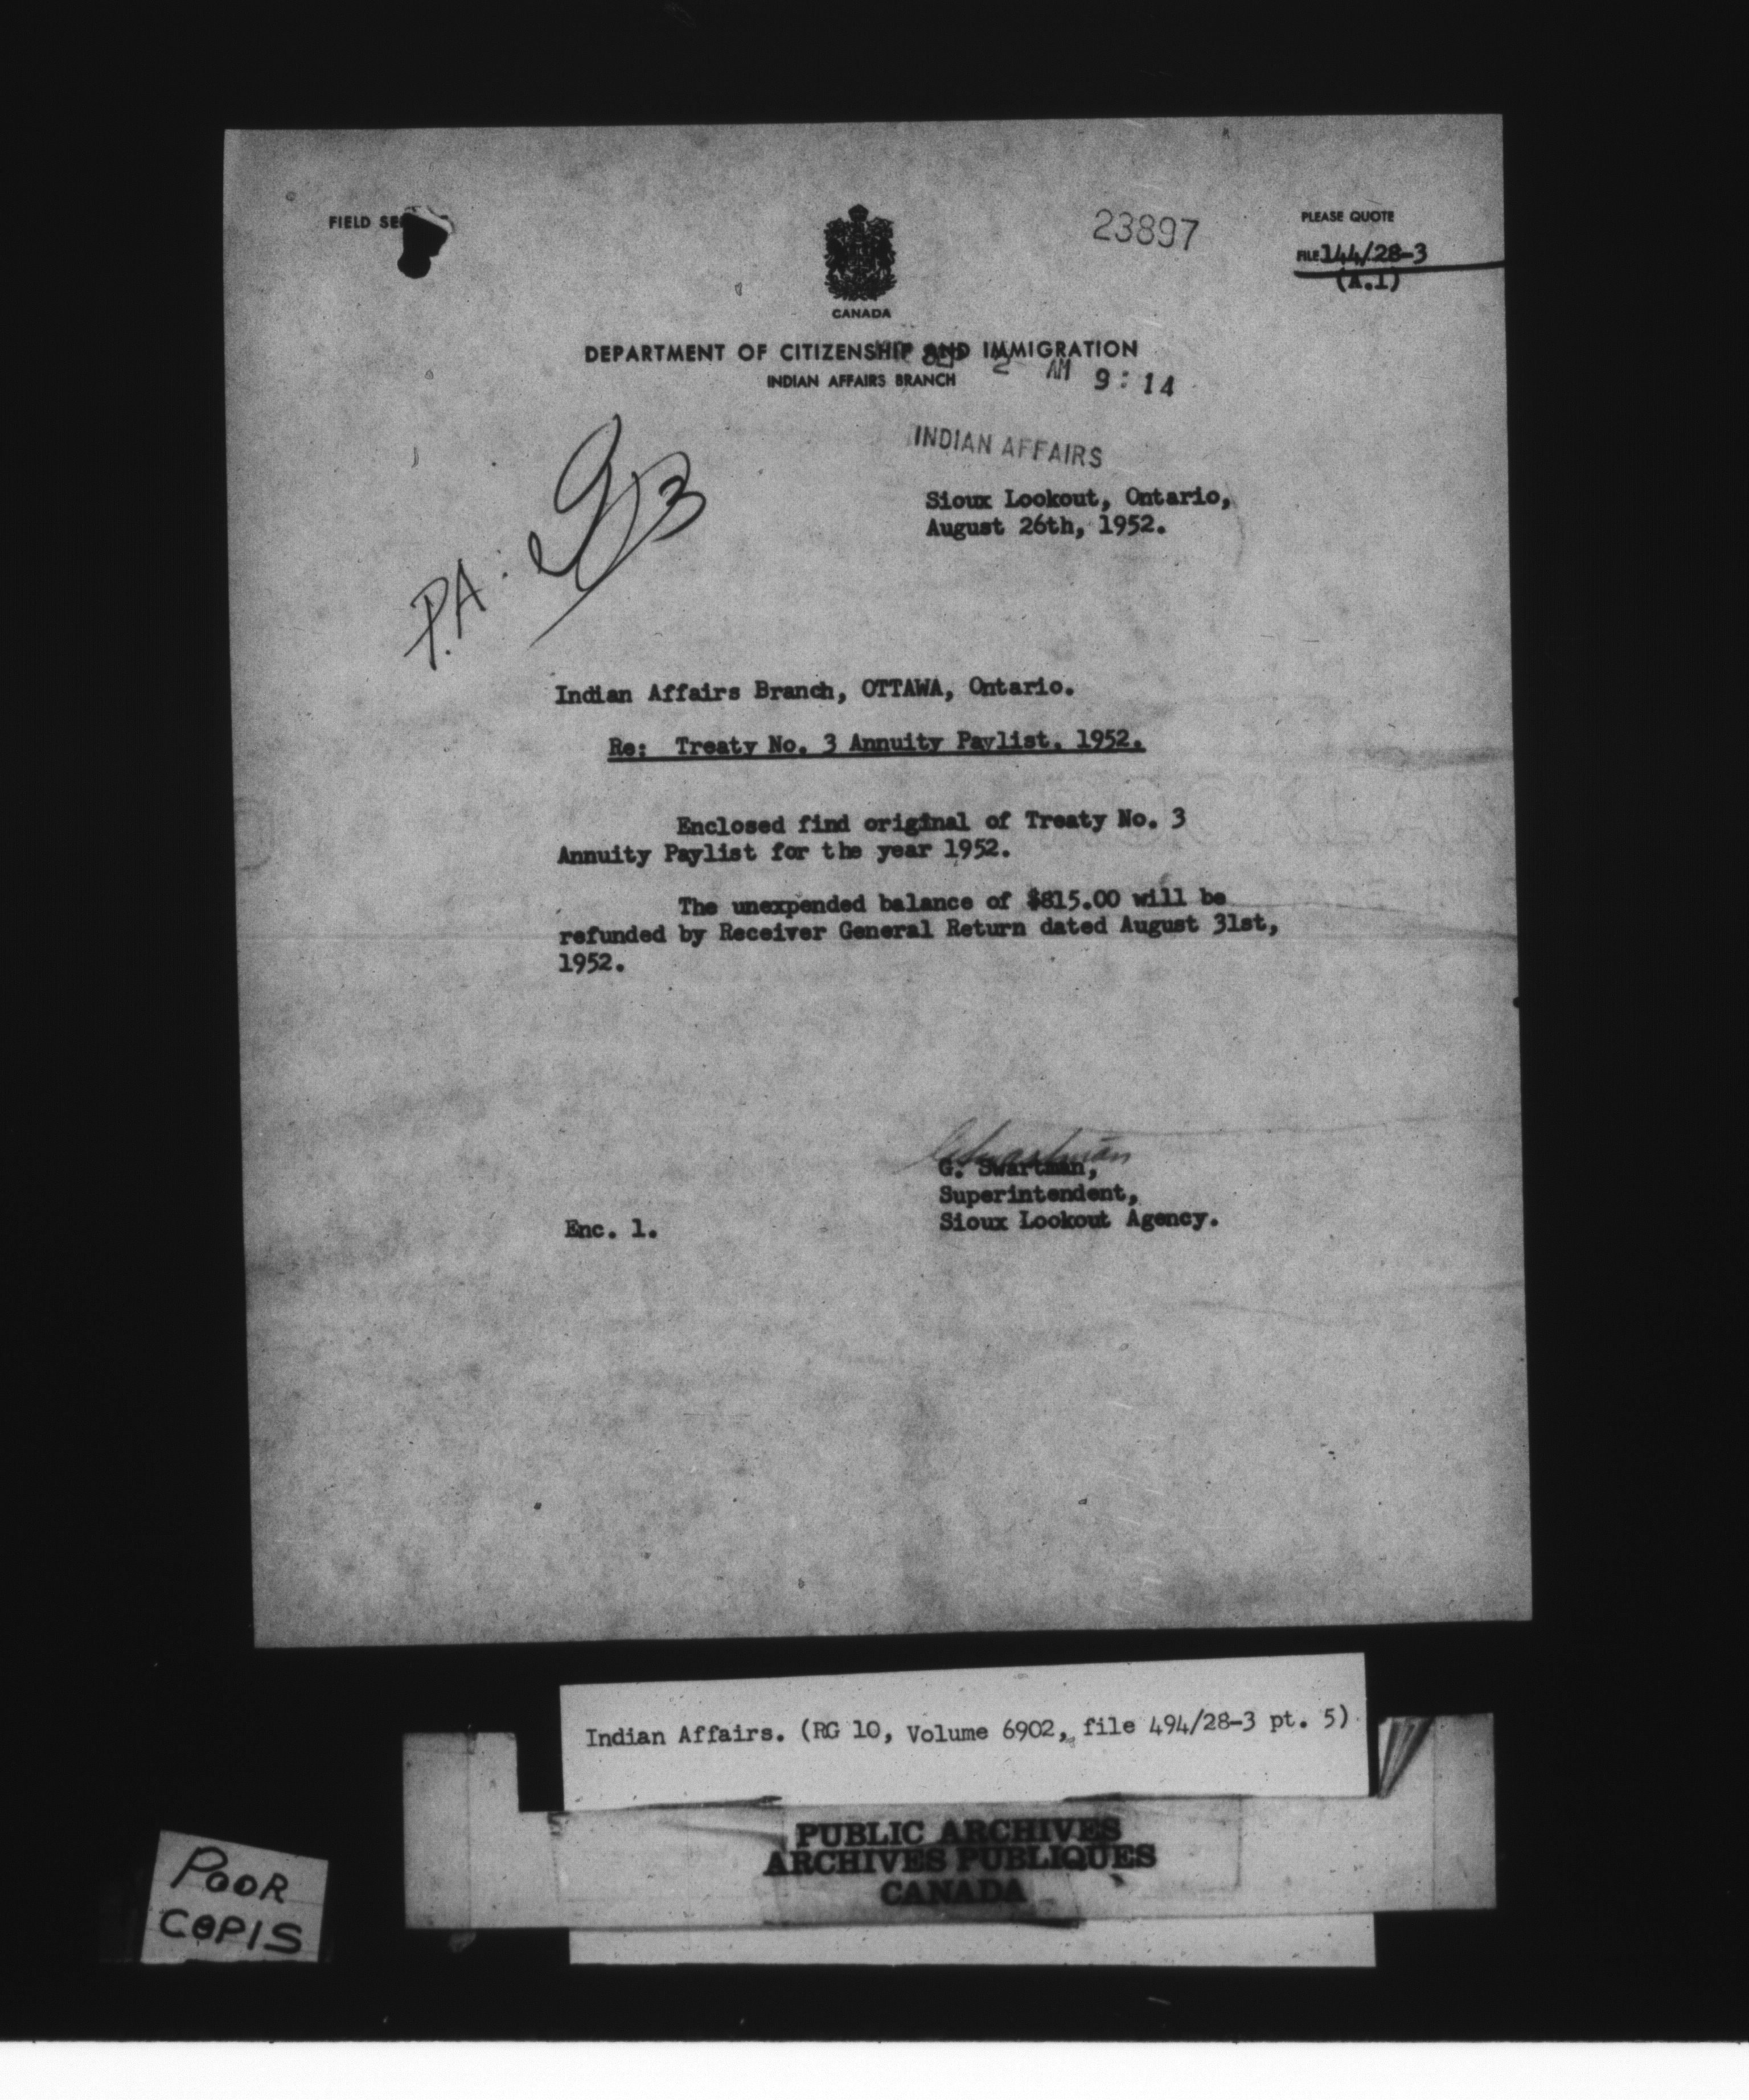 FIELD SE
23897
PLEASE QUOTE
FILE 144/28-3
(A.1)
CANADA
DEPARTMENT OF CITIZENSHIP AND IMMIGRATION
INDIAN AFFAIRS BRANCH
2 AM 9:14
INDIAN AFFAIRS
Sioux Lookout, Ontario,
August 26th, 1952.
P.A.
Indian Affairs Branch, OTTAWA, Ontario.
Re: Treaty No. 3 Annuity Paylist, 1952.
Enclosed find original of Treaty No. 3
Annuity Paylist for the year 1952.
The unexpended balance of $815.00 will be
refunded by Receiver General Return dated August 31st,
1952.
GSwartman
G. Swartman,
Superintendent,
Sioux Lookout Agency.
Enc. 1.
Indian Affairs. (RG 10, Volume 6902, file 494/28-3 pt. 5)
PUBLIC ARCHIVES
ARCHIVES PUBLIQUES
CANADA
POOR
COPIS